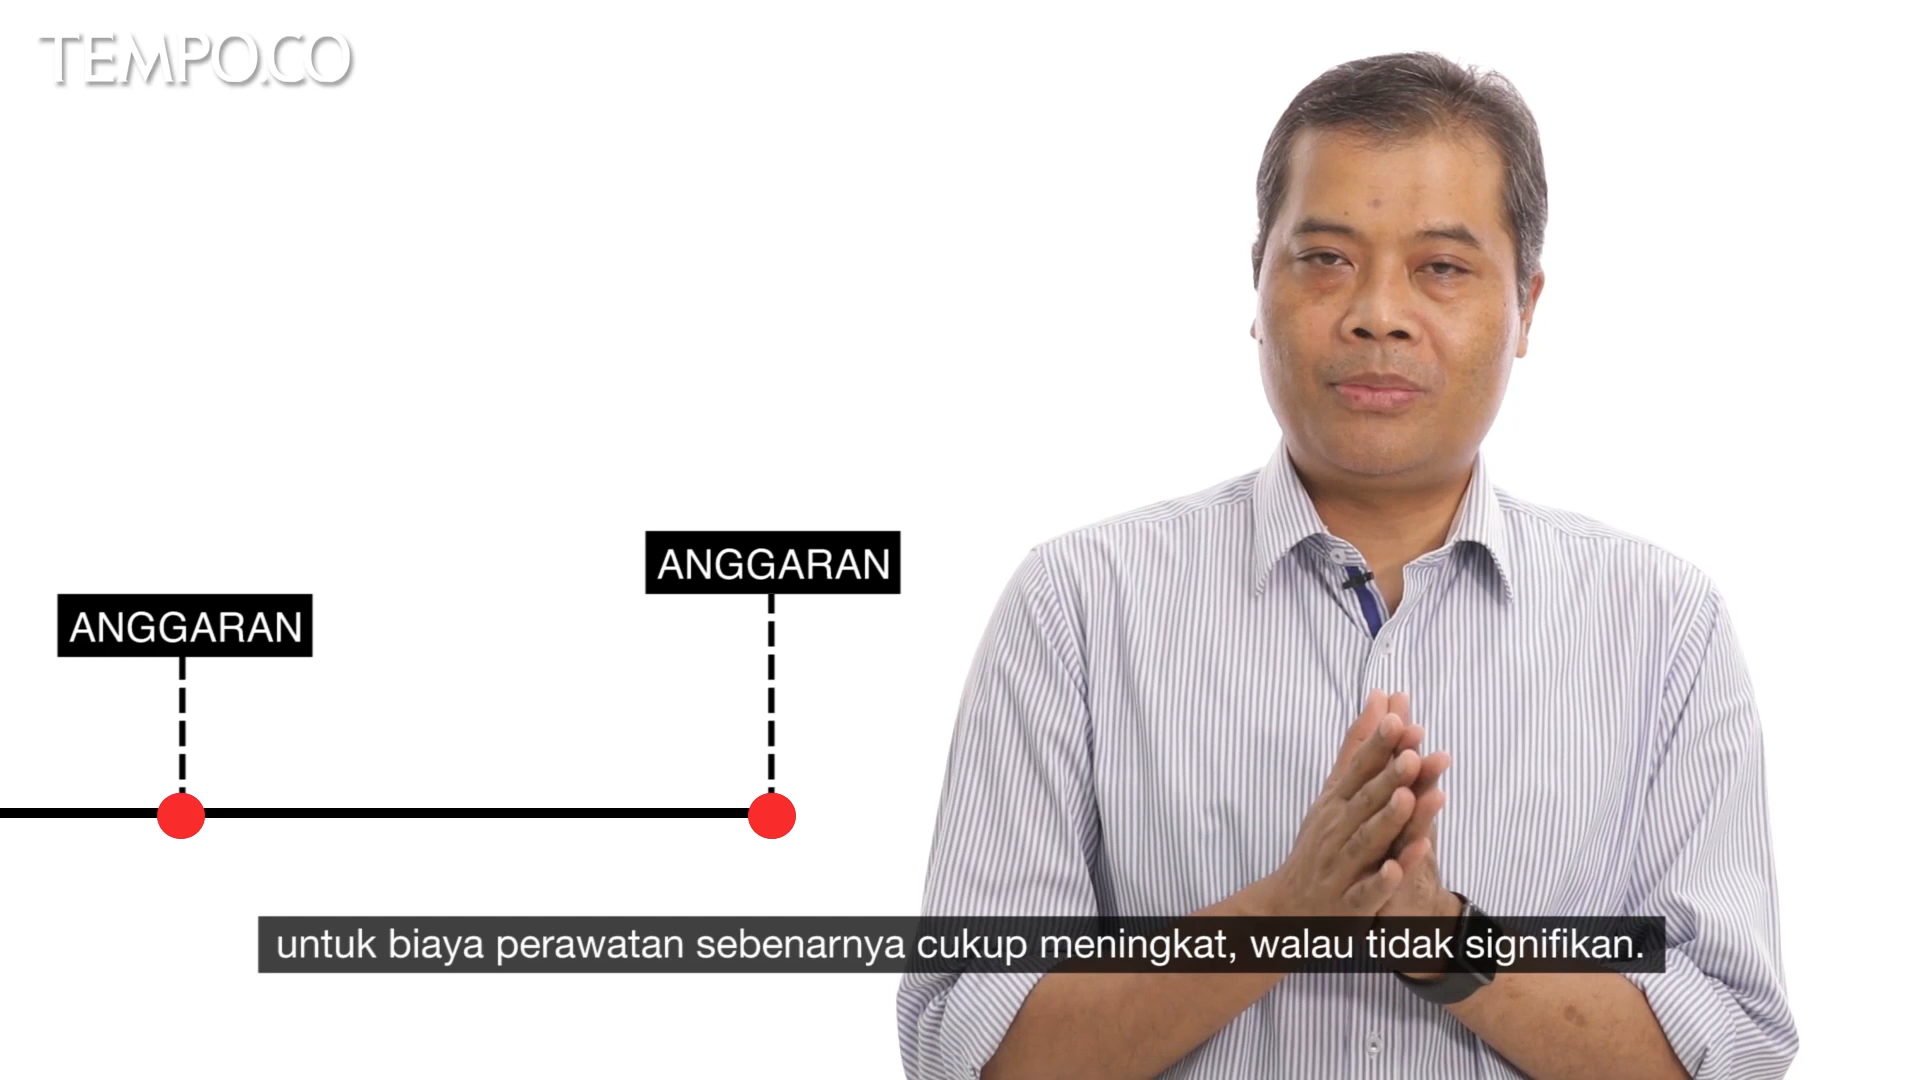 TEMPO.CO
ANGGARAN
ANGGARAN
untuk biaya perawatan sebenarnya cukup meningkat, walau tidak signifikan.